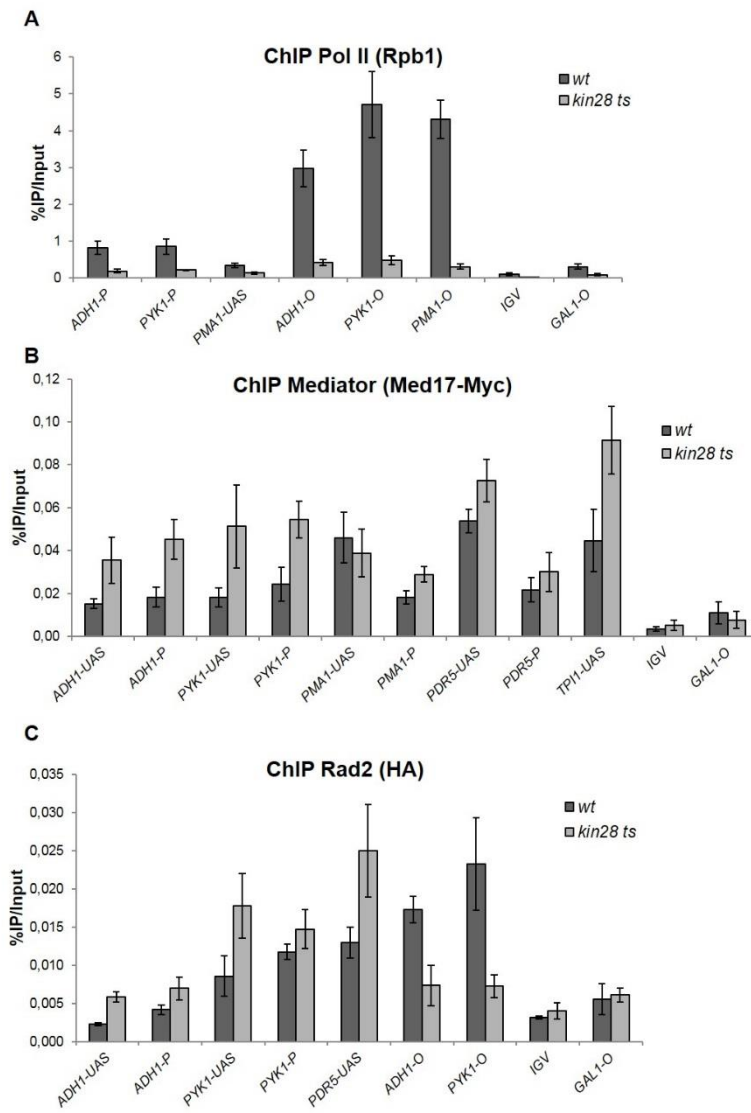 A
ChIP Pol II (Rpb1)
wt
kin28 ts
%IP/Input
6
5
4
3
2
1
0
ADH1-P
PYK1-P
PMA1-UAS
ADH1-O
PYK1-O
PMA1-O
IGV
GAL1-O
B
ChIP Mediator (Med17-Myc)
wt
kin28 ts
%IP/Input
0,12
0,10
0,08
0,06
0,04
0,02
0,00
ADH1-UAS
ADH1-P
PYK1-UAS
PYK1-P
PMA1-UAS
PMA1-P
PDR5-UAS
PDR5-P
TPI1-UAS
IGV
GAL1-O
C
ChIP Rad2 (HA)
wt
kin28 ts
%IP/Input
0,035
0,030
0,025
0,020
0,015
0,010
0,005
0,000
ADH1-UAS
ADH1-P
PYK1-UAS
PYK1-P
PDR5-UAS
ADH1-O
PYK1-O
IGV
GAL1-O